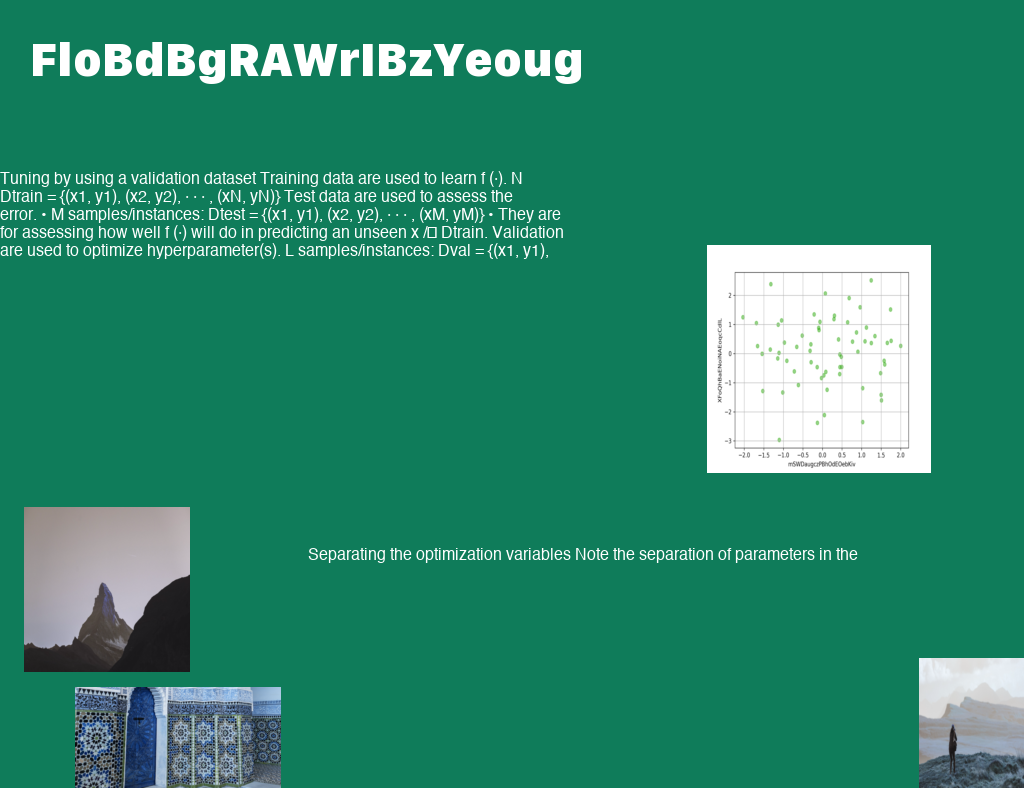 FloBdBgRAWrIBzYeoug
Tuning by using a validation dataset Training data are used to learn f (·). N
Dtrain = {(x1, y1), (x2, y2), · · · , (xN, yN)} Test data are used to assess the
error. • M samples/instances: Dtest = {(x1, y1), (x2, y2), · · · , (xM, yM)} • They are
for assessing how well f (·) will do in predicting an unseen x /▯ Dtrain. Validation
are used to optimize hyperparameter(s). L samples/instances: Dval = {(x1, y1),
2
1
0
−1
−2
−3
−2.0 −1.5 −1.0 −0.5 0.0 0.5 1.0 1.5 2.0
Separating the optimization variables Note the separation of parameters in the